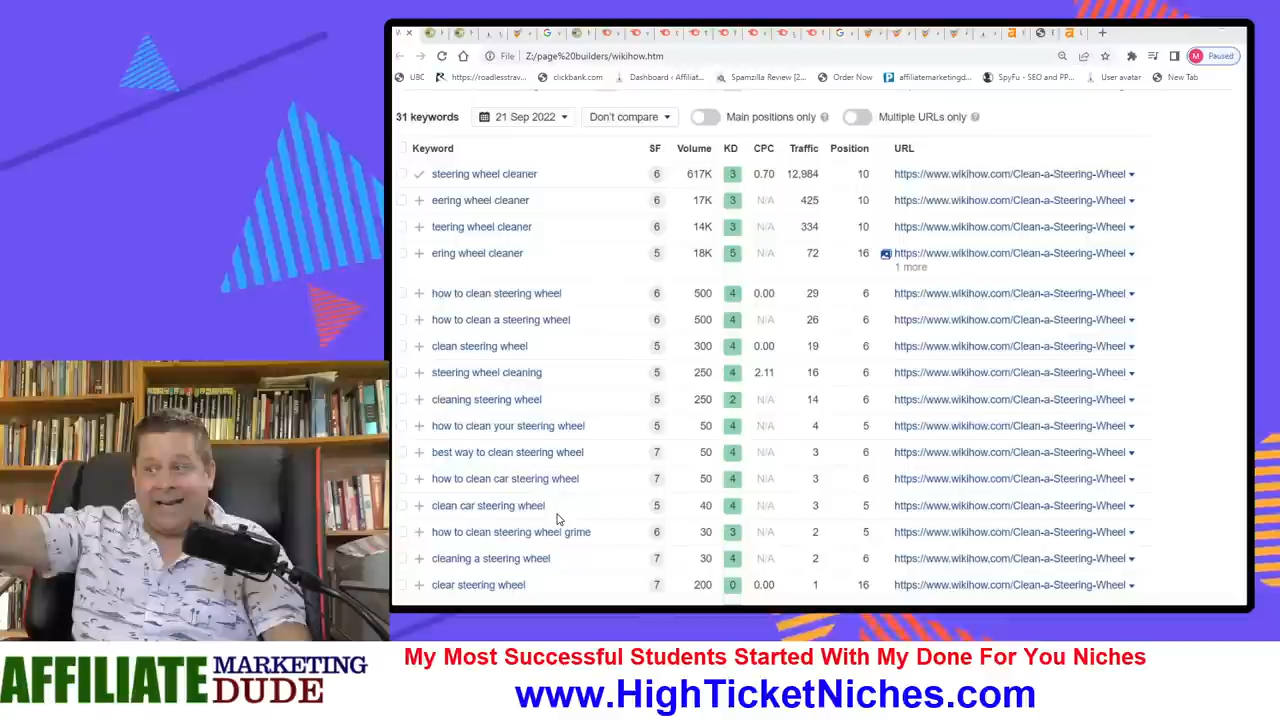 File Z:/page%20builders/wikihow.htm Paused
UBC https://roadlesstrav... clickbank.com Dashboard ‹ Affiliat... Spamzilla Review [2... Order Now affiliatemarketingd... SpyFu - SEO and PP... User avatar New Tab
31 keywords 21 Sep 2022 Don't compare Main positions only Multiple URLs only
Keyword SF Volume KD CPC Traffic Position URL
steering wheel cleaner 6 617K 3 0.70 12,984 10 https://www.wikihow.com/Clean-a-Steering-Wheel
eering wheel cleaner 6 17K 3 N/A 425 10 https://www.wikihow.com/Clean-a-Steering-Wheel
teering wheel cleaner 6 14K 3 N/A 334 10 https://www.wikihow.com/Clean-a-Steering-Wheel
ering wheel cleaner 5 18K 5 N/A 72 16 https://www.wikihow.com/Clean-a-Steering-Wheel
1 more
how to clean steering wheel 6 500 4 0.00 29 6 https://www.wikihow.com/Clean-a-Steering-Wheel
how to clean a steering wheel 6 500 4 N/A 26 6 https://www.wikihow.com/Clean-a-Steering-Wheel
clean steering wheel 5 300 4 0.00 19 6 https://www.wikihow.com/Clean-a-Steering-Wheel
steering wheel cleaning 5 250 4 2.11 16 6 https://www.wikihow.com/Clean-a-Steering-Wheel
cleaning steering wheel 5 250 2 N/A 14 6 https://www.wikihow.com/Clean-a-Steering-Wheel
how to clean your steering wheel 5 50 4 N/A 4 5 https://www.wikihow.com/Clean-a-Steering-Wheel
best way to clean steering wheel 7 50 4 N/A 3 6 https://www.wikihow.com/Clean-a-Steering-Wheel
how to clean car steering wheel 7 50 4 N/A 3 6 https://www.wikihow.com/Clean-a-Steering-Wheel
clean car steering wheel 5 40 4 N/A 3 5 https://www.wikihow.com/Clean-a-Steering-Wheel
how to clean steering wheel grime 6 30 3 N/A 2 5 https://www.wikihow.com/Clean-a-Steering-Wheel
cleaning a steering wheel 7 30 4 N/A 2 6 https://www.wikihow.com/Clean-a-Steering-Wheel
clear steering wheel 7 200 0 0.00 1 16 https://www.wikihow.com/Clean-a-Steering-Wheel
AFFILIATE MARKETING DUDE
My Most Successful Students Started With My Done For You Niches
www.HighTicketNiches.com